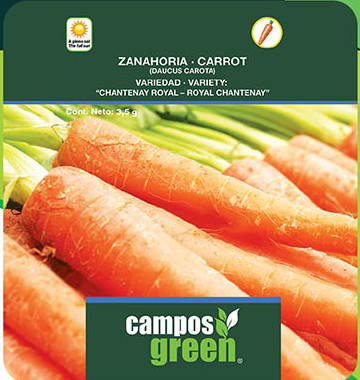 A pleno sol
The full sun
ZANAHORIA · CARROT
(DAUCUS CAROTA)
VARIEDAD · VARIETY:
“CHANTENAY ROYAL – ROYAL CHANTENAY”
Cont. Neto: 3,5 g
campos
green®